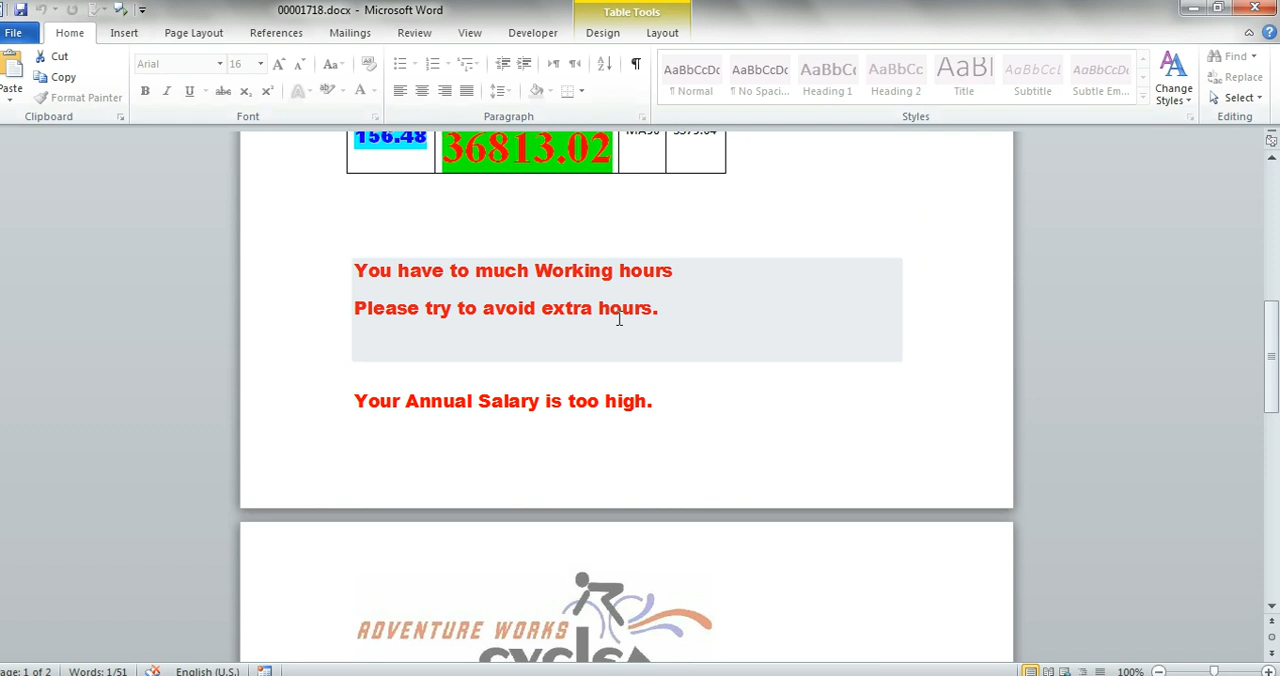 00001718.docx - Microsoft Word
Table Tools
File Home Insert Page Layout References Mailings Review View Developer Design Layout
Paste
Cut
Copy
Format Painter
Clipboard
Arial 16
Font
Paragraph
AaBbCcDc AaBbCcDc AaBbC AaBbCc AaBl AaBbCcL AaBbCcDc
¶ Normal ¶ No Spaci... Heading 1 Heading 2 Title Subtitle Subtle Em...
Change Styles
Styles
Find
Replace
Select
Editing
156.48 36813.02
You have to much Working hours
Please try to avoid extra hours.
Your Annual Salary is too high.
ADVENTURE WORKS
cycle
age: 1 of 2 Words: 1/51 English (U.S.) 100%